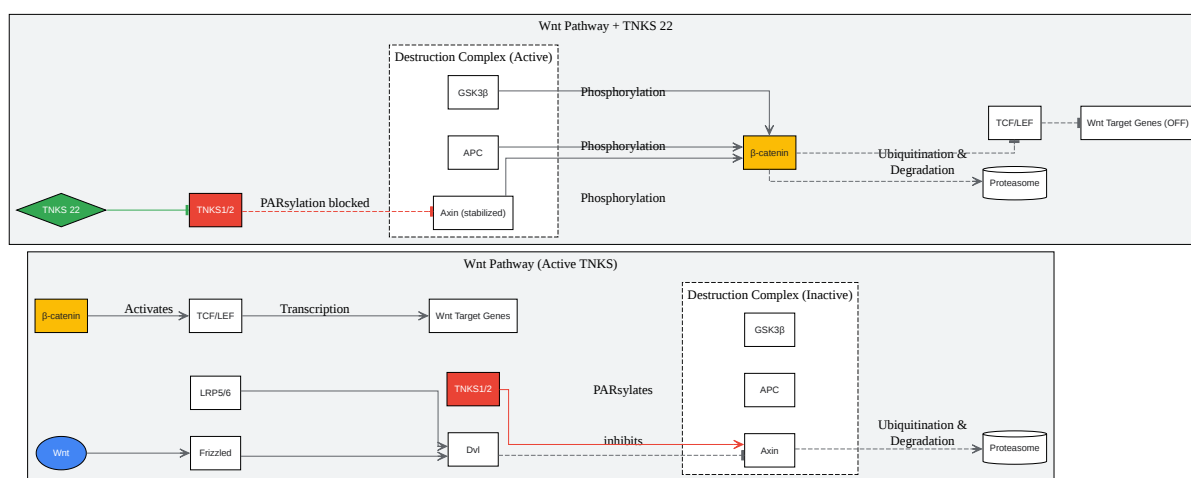 Wnt Pathway + TNKS 22
Destruction Complex (Active)
GSK3β
Phosphorylation
TCF/LEF
Wnt Target Genes (OFF)
APC
Phosphorylation
β-catenin
Ubiquitination &
Degradation
Proteasome
TNKS 22
TNKS1/2
PARsylation blocked
Axin (stabilized)
Phosphorylation
Wnt Pathway (Active TNKS)
β-catenin
Activates
TCF/LEF
Transcription
Wnt Target Genes
Destruction Complex (Inactive)
GSK3β
LRP5/6
TNKS1/2
PARsylates
APC
Wnt
Frizzled
Dvl
inhibits
Axin
Ubiquitination &
Degradation
Proteasome